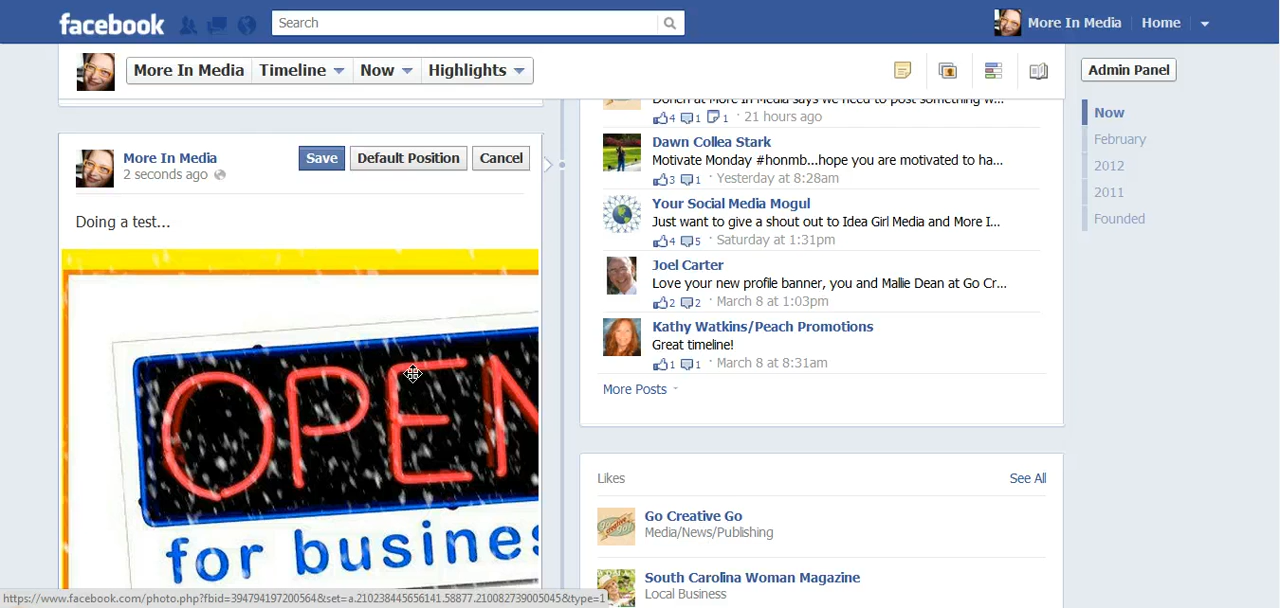 facebook
Search
More In Media
Home
More In Media
Timeline
Now
Highlights
Admin Panel
Now
February
2012
2011
Founded
More In Media
2 seconds ago
Save
Default Position
Cancel
Doing a test...
OPEN
for busines
at More In Media says we need to post something w...
4 1 1 · 21 hours ago
Dawn Collea Stark
Motivate Monday #honmb...hope you are motivated to ha...
3 1 · Yesterday at 8:28am
Your Social Media Mogul
Just want to give a shout out to Idea Girl Media and More I...
4 5 · Saturday at 1:31pm
Joel Carter
Love your new profile banner, you and Mallie Dean at Go Cr...
2 2 · March 8 at 1:03pm
Kathy Watkins/Peach Promotions
Great timeline!
1 1 · March 8 at 8:31am
More Posts
Likes
See All
Go Creative Go
Media/News/Publishing
South Carolina Woman Magazine
Local Business
https://www.facebook.com/photo.php?fbid=394794197200564&set=a.210238445656141.58877.210082739005045&type=1